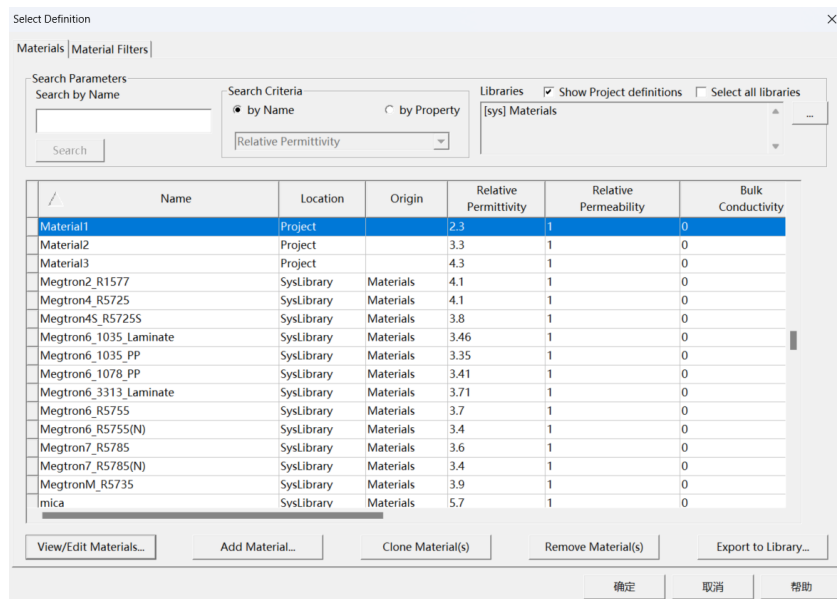 Select Definition
Materials Material Filters
Search Parameters
Search by Name
Search
Search Criteria
by Name by Property
Relative Permittivity
Libraries Show Project definitions Select all libraries
[sys] Materials
...
Name Location Origin Relative Permittivity Relative Permeability Bulk Conductivity
Material1 Project 2.3 1 0
Material2 Project 3.3 1 0
Material3 Project 4.3 1 0
Megtron2_R1577 SysLibrary Materials 4.1 1 0
Megtron4_R5725 SysLibrary Materials 4.1 1 0
Megtron4S_R5725S SysLibrary Materials 3.8 1 0
Megtron6_1035_Laminate SysLibrary Materials 3.46 1 0
Megtron6_1035_PP SysLibrary Materials 3.35 1 0
Megtron6_1078_PP SysLibrary Materials 3.41 1 0
Megtron6_3313_Laminate SysLibrary Materials 3.71 1 0
Megtron6_R5755 SysLibrary Materials 3.7 1 0
Megtron6_R5755(N) SysLibrary Materials 3.4 1 0
Megtron7_R5785 SysLibrary Materials 3.6 1 0
Megtron7_R5785(N) SysLibrary Materials 3.4 1 0
MegtronM_R5735 SysLibrary Materials 3.9 1 0
mica SysLibrary Materials 5.7 1 0
View/Edit Materials... Add Material... Clone Material(s) Remove Material(s) Export to Library...
确定 取消 帮助